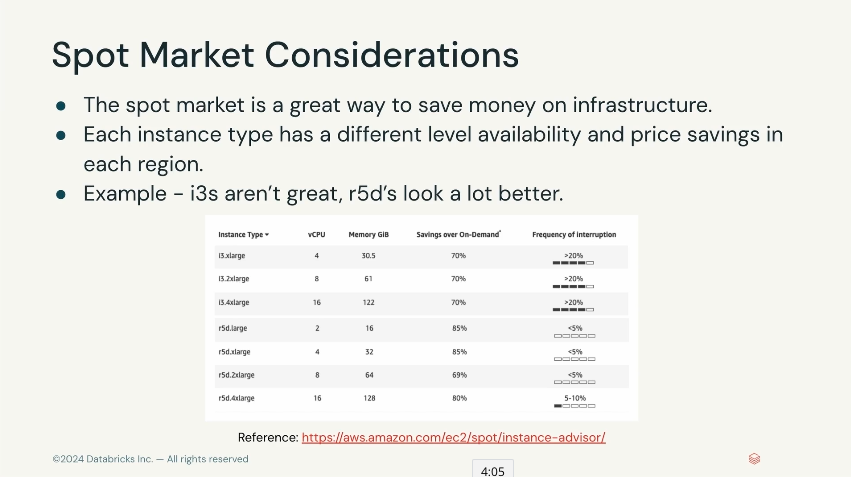 Spot Market Considerations
● The spot market is a great way to save money on infrastructure.
● Each instance type has a different level availability and price savings in
each region.
● Example - i3s aren't great, r5d's look a lot better.
Instance Type vCPU Memory GiB Savings over On-Demand* Frequency of interruption
i3.xlarge 4 30.5 70% >20%
i3.2xlarge 8 61 70% >20%
i3.4xlarge 16 122 70% >20%
r5d.large 2 16 85% <5%
r5d.xlarge 4 32 85% <5%
r5d.2xlarge 8 64 69% <5%
r5d.4xlarge 16 128 80% 5-10%
Reference: https://aws.amazon.com/ec2/spot/instance-advisor/
©2024 Databricks Inc. — All rights reserved
4:05